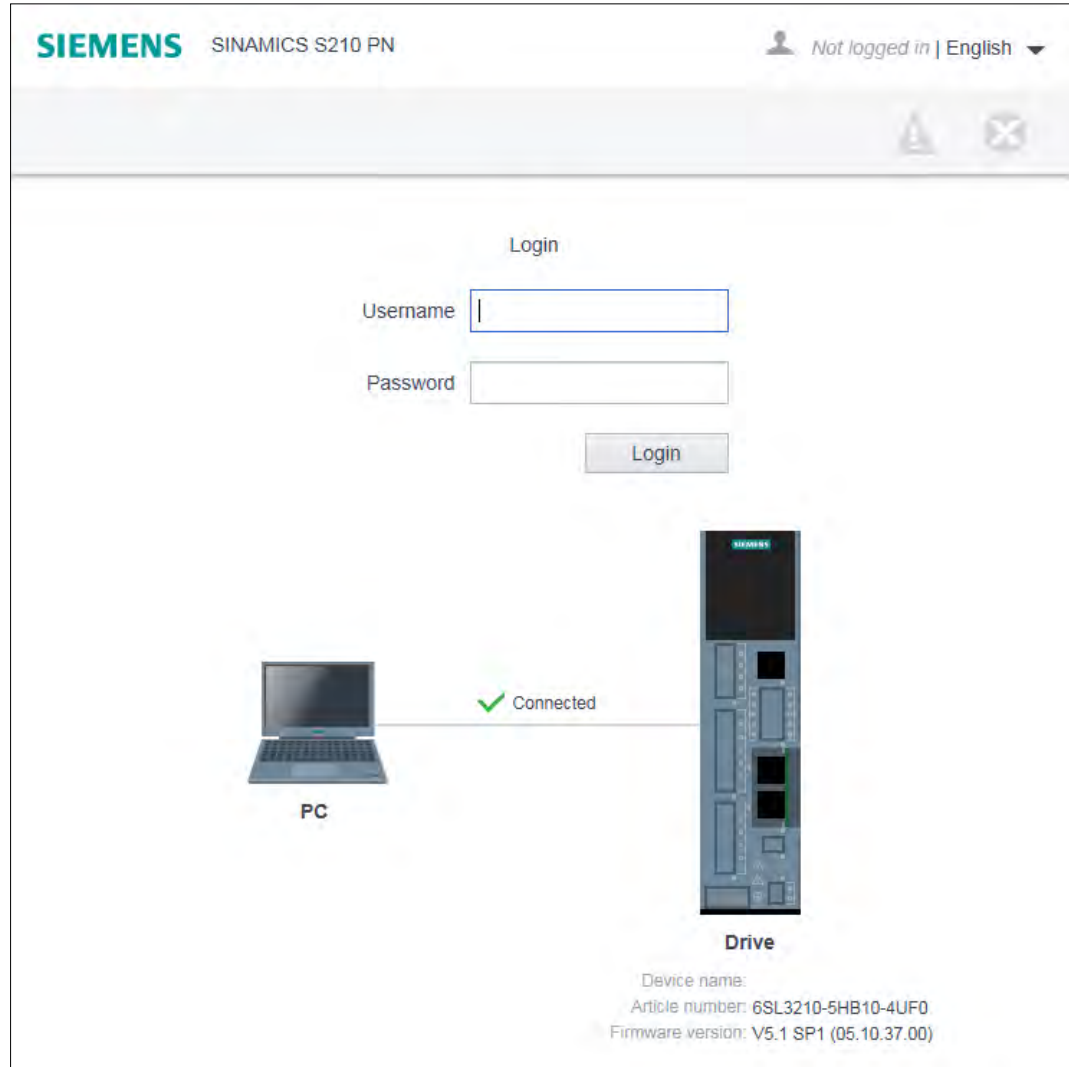 SIEMENS SINAMICS S210 PN Not logged in | English
Login
Username
Password
Login
SIEMENS
Connected
PC
Drive
Device name:
Article number: 6SL3210-5HB10-4UF0
Firmware version: V5.1 SP1 (05.10.37.00)